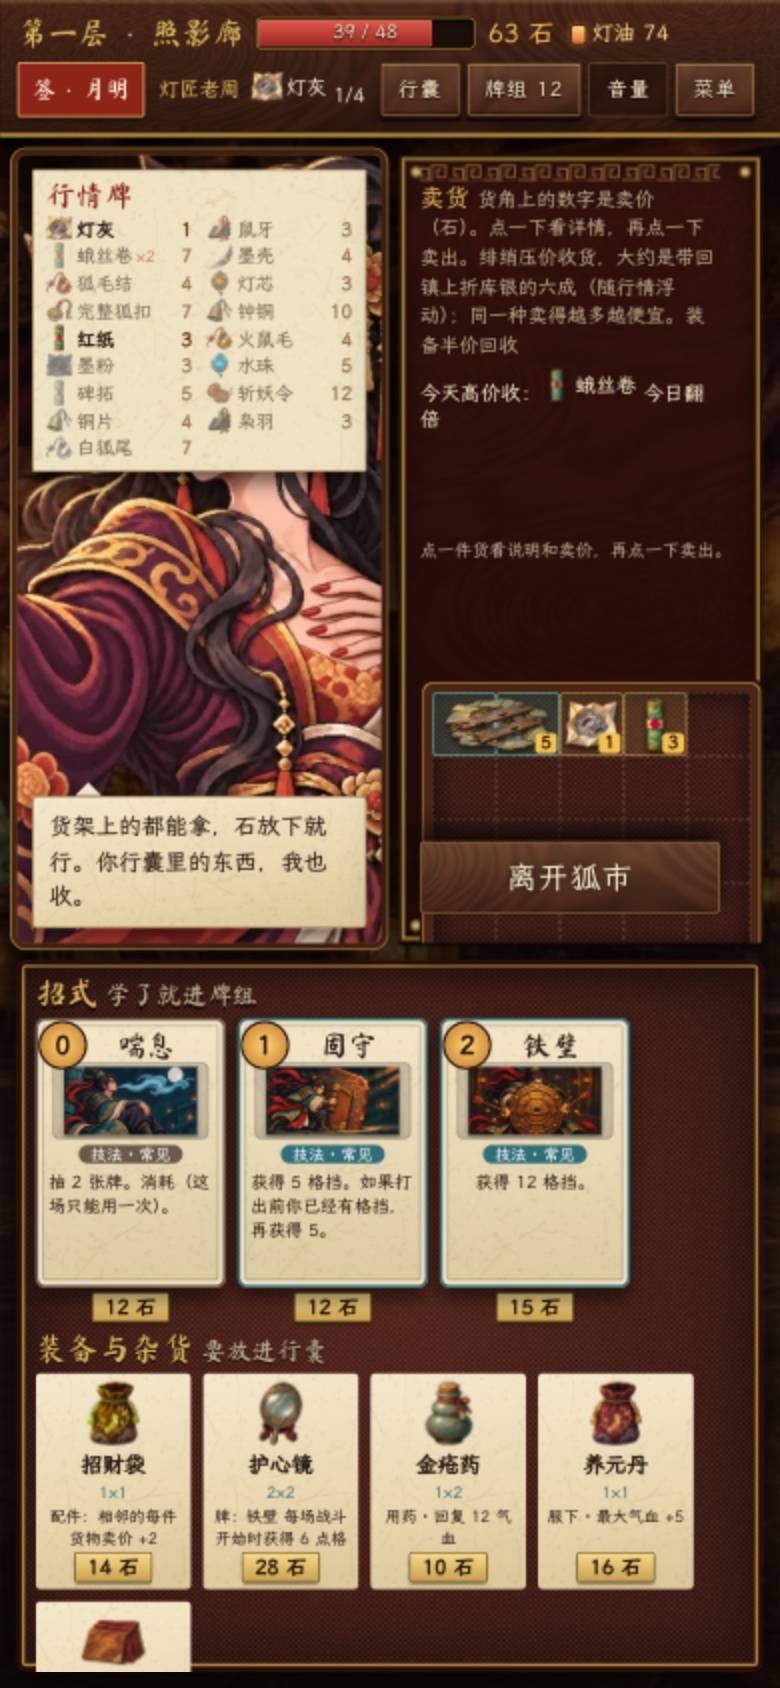 第一层 · 照影廊
39 / 48
63 石
灯油 74
签 · 月明
灯匠老周
灯灰 1/4
行囊
牌组 12
音量
菜单
行情牌
灯灰 1 鼠牙 3
蛾丝卷 ×2 7 墨壳 4
狐毛结 4 灯芯 3
完整狐扣 7 钟铜 10
红纸 3 火鼠毛 4
墨粉 3 水珠 5
碑拓 5 斩妖令 12
铜片 4 枭羽 3
白狐尾 7
货架上的都能拿，石放下就
行。你行囊里的东西，我也
收。
卖货 货角上的数字是卖价
（石）。点一下看详情，再点一下
卖出。绯绡压价收货，大约是带回
镇上折库银的六成（随行情浮
动）；同一种卖得越多越便宜。装
备半价回收
今天高价收： 蛾丝卷 今日翻
倍
点一件货看说明和卖价，再点一下卖出。
5
1
3
离开狐市
招式 学了就进牌组
0 喘息
技法·常见
抽 2 张牌。消耗（这
场只能用一次）。
12 石
1 固守
技法·常见
获得 5 格挡。如果打
出前你已经有格挡，
再获得 5。
12 石
2 铁壁
技法·常见
获得 12 格挡。
15 石
装备与杂货 要放进行囊
招财袋
1×1
配件：相邻的每件
货物卖价 +2
14 石
护心镜
2×2
牌：铁壁 每场战斗
开始时获得 6 点格
28 石
金疮药
1×2
用药·回复 12 气
血
10 石
养元丹
1×1
服下·最大气血 +5
16 石